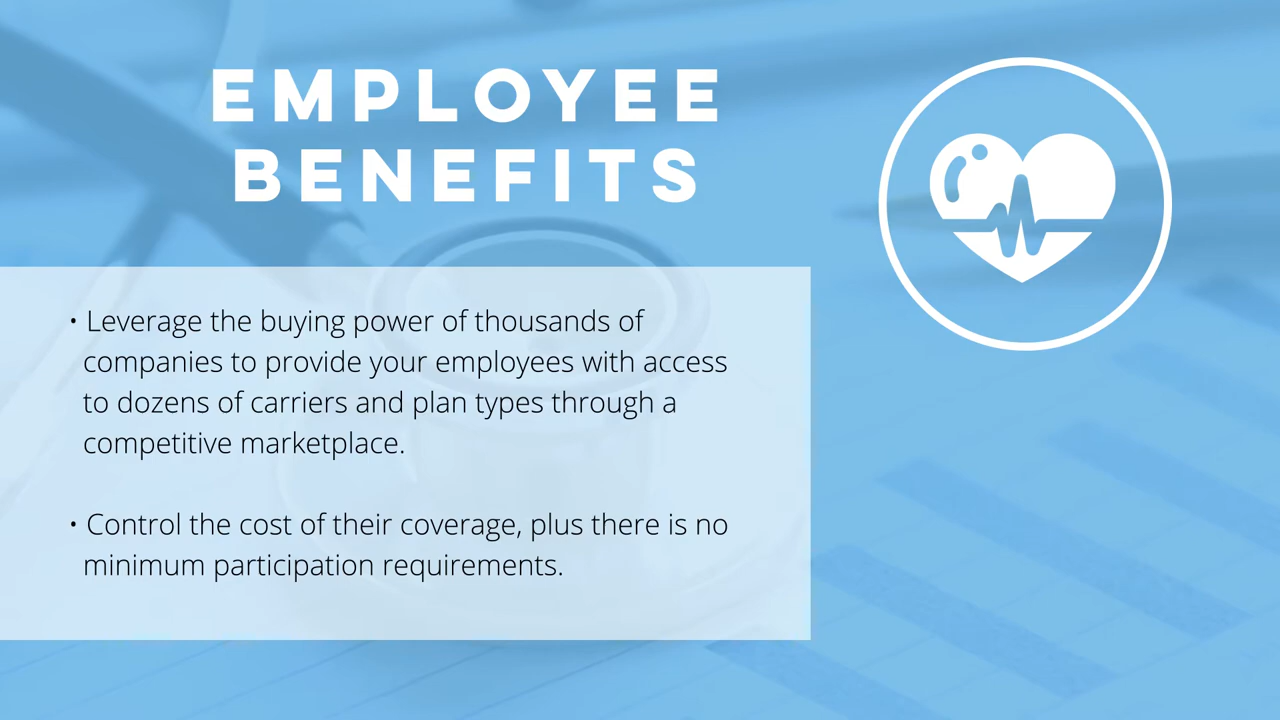 EMPLOYEE
BENEFITS
• Leverage the buying power of thousands of
companies to provide your employees with access
to dozens of carriers and plan types through a
competitive marketplace.
• Control the cost of their coverage, plus there is no
minimum participation requirements.